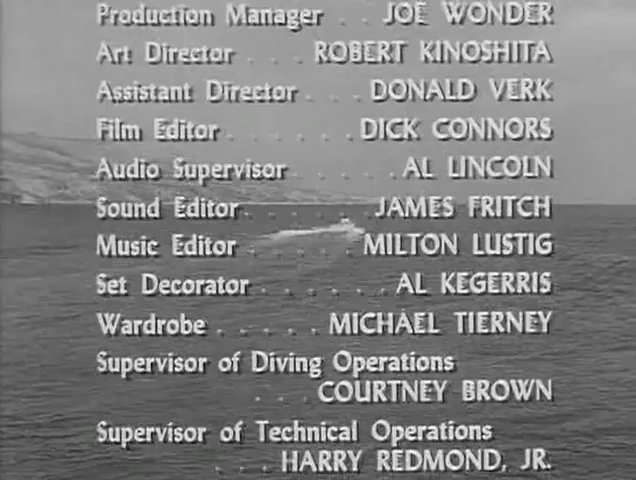 Production Manager . . JOE WONDER
Art Director . . . ROBERT KINOSHITA
Assistant Director . . . DONALD VERK
Film Editor . . . . . . DICK CONNORS
Audio Supervisor . . . . . AL LINCOLN
Sound Editor . . . . . . JAMES FRITCH
Music Editor . . . . . MILTON LUSTIG
Set Decorator . . . . . . AL KEGERRIS
Wardrobe . . . . . MICHAEL TIERNEY
Supervisor of Diving Operations
. . . COURTNEY BROWN
Supervisor of Technical Operations
. . . HARRY REDMOND, JR.